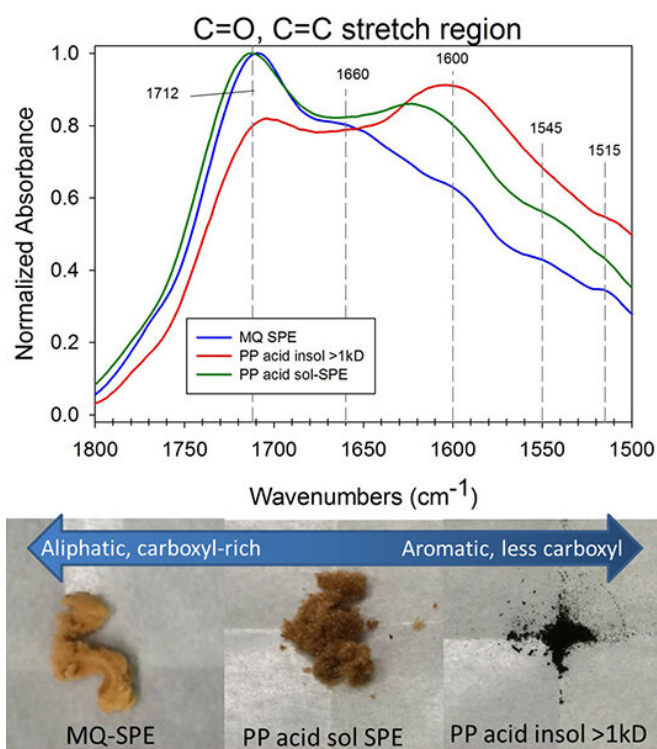 C=O, C=C stretch region
1712
1660
1600
1545
1515
Normalized Absorbance
1.0
0.8
0.6
0.4
0.2
0.0
MQ SPE
PP acid insol >1kD
PP acid sol-SPE
1800 1750 1700 1650 1600 1550 1500
Wavenumbers (cm⁻¹)
Aliphatic, carboxyl-rich Aromatic, less carboxyl
MQ-SPE PP acid sol SPE PP acid insol >1kD